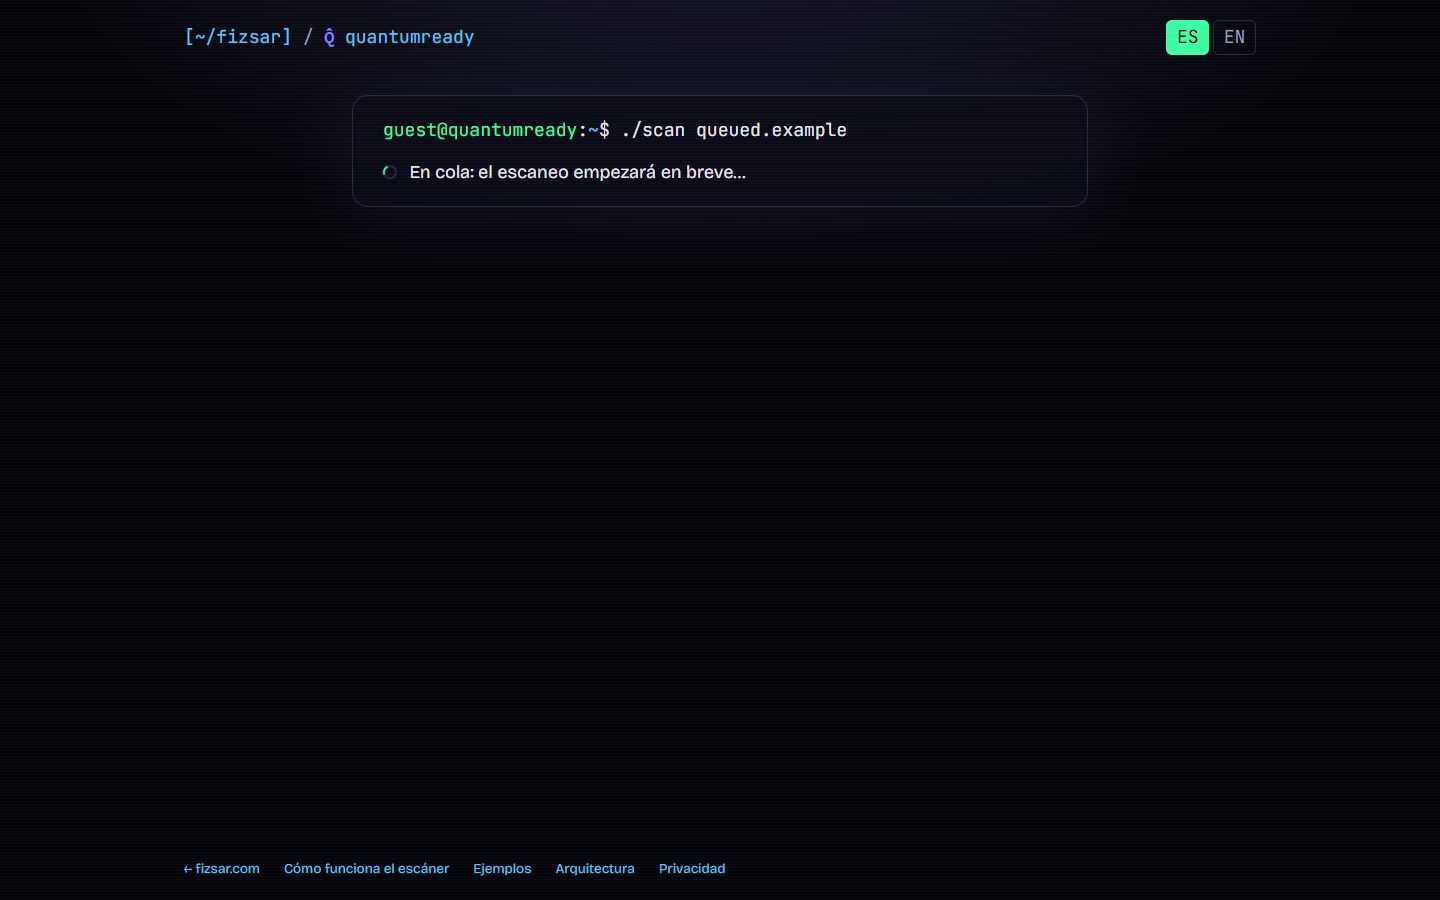 [~/fizsar] / Q̂ quantumready
ES EN
guest@quantumready:~$ ./scan queued.example
En cola: el escaneo empezará en breve…
← fizsar.com Cómo funciona el escáner Ejemplos Arquitectura Privacidad